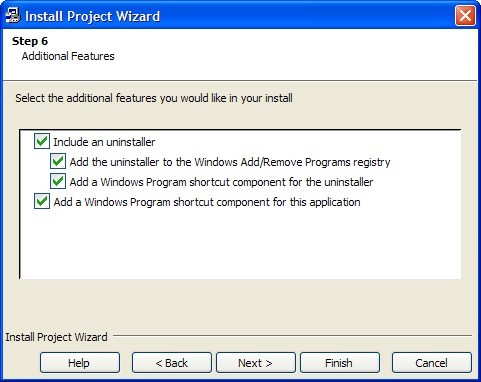 Install Project Wizard
Step 6
Additional Features
Select the additional features you would like in your install
Include an uninstaller
Add the uninstaller to the Windows Add/Remove Programs registry
Add a Windows Program shortcut component for the uninstaller
Add a Windows Program shortcut component for this application
Install Project Wizard
Help
< Back
Next >
Finish
Cancel